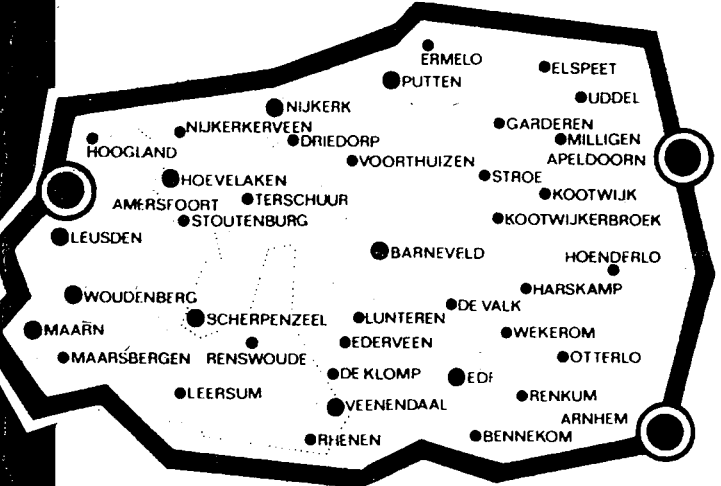 ERMELO
ELSPEET
PUTTEN
UDDEL
NIJKERK
GARDEREN
NIJKERKERVEEN
DRIEDORP
MILLIGEN
HOOGLAND
VOORTHUIZEN
APELDOORN
HOEVELAKEN
STROE
TERSCHUUR
KOOTWIJK
AMERSFOORT
STOUTENBURG
KOOTWIJKERBROEK
LEUSDEN
BARNEVELD
HOENDERLO
HARSKAMP
WOUDENBERG
DE VALK
SCHERPENZEEL
LUNTEREN
MAARN
WEKEROM
EDERVEEN
MAARSBERGEN
RENSWOUDE
OTTERLO
DE KLOMP
EDE
LEERSUM
RENKUM
VEENENDAAL
ARNHEM
RHENEN
BENNEKOM